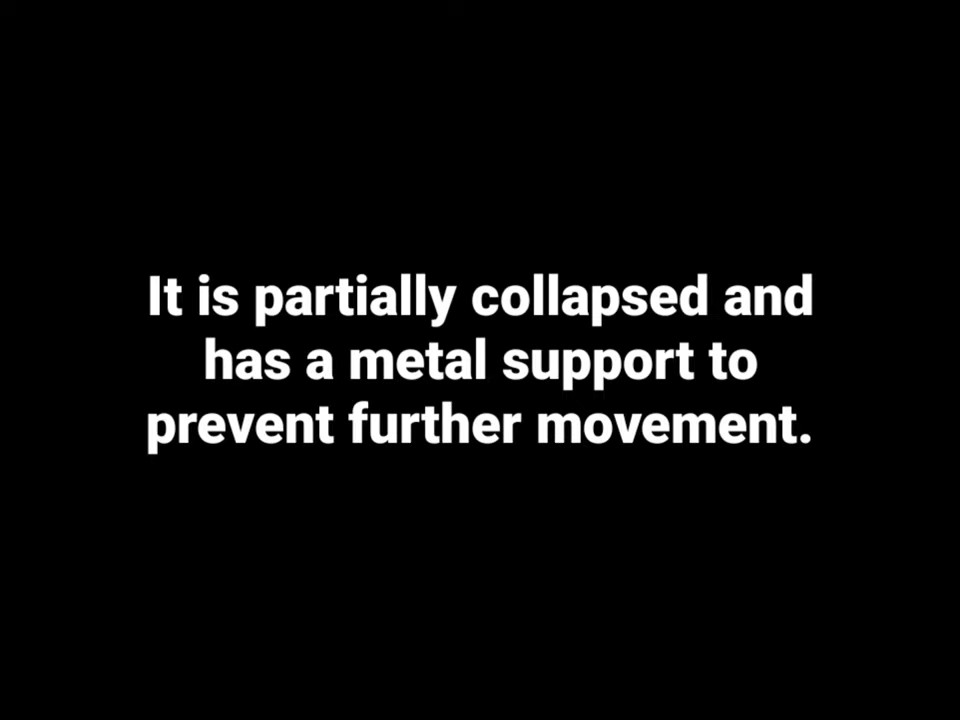 It is partially collapsed and
has a metal support to
prevent further movement.